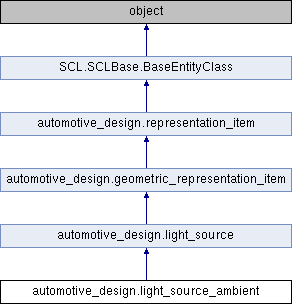 object
SCL.SCLBase.BaseEntityClass
automotive_design.representation_item
automotive_design.geometric_representation_item
automotive_design.light_source
automotive_design.light_source_ambient